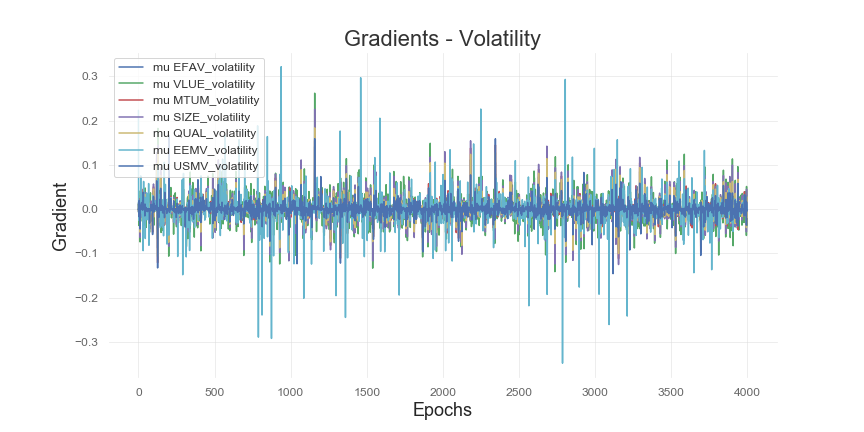 Gradients - Volatility
mu EFAV_volatility
mu VLUE_volatility
mu MTUM_volatility
mu SIZE_volatility
mu QUAL_volatility
mu EEMV_volatility
mu USMV_volatility
0.3
0.2
0.1
0.0
−0.1
−0.2
−0.3
Gradient
0 500 1000 1500 2000 2500 3000 3500 4000
Epochs